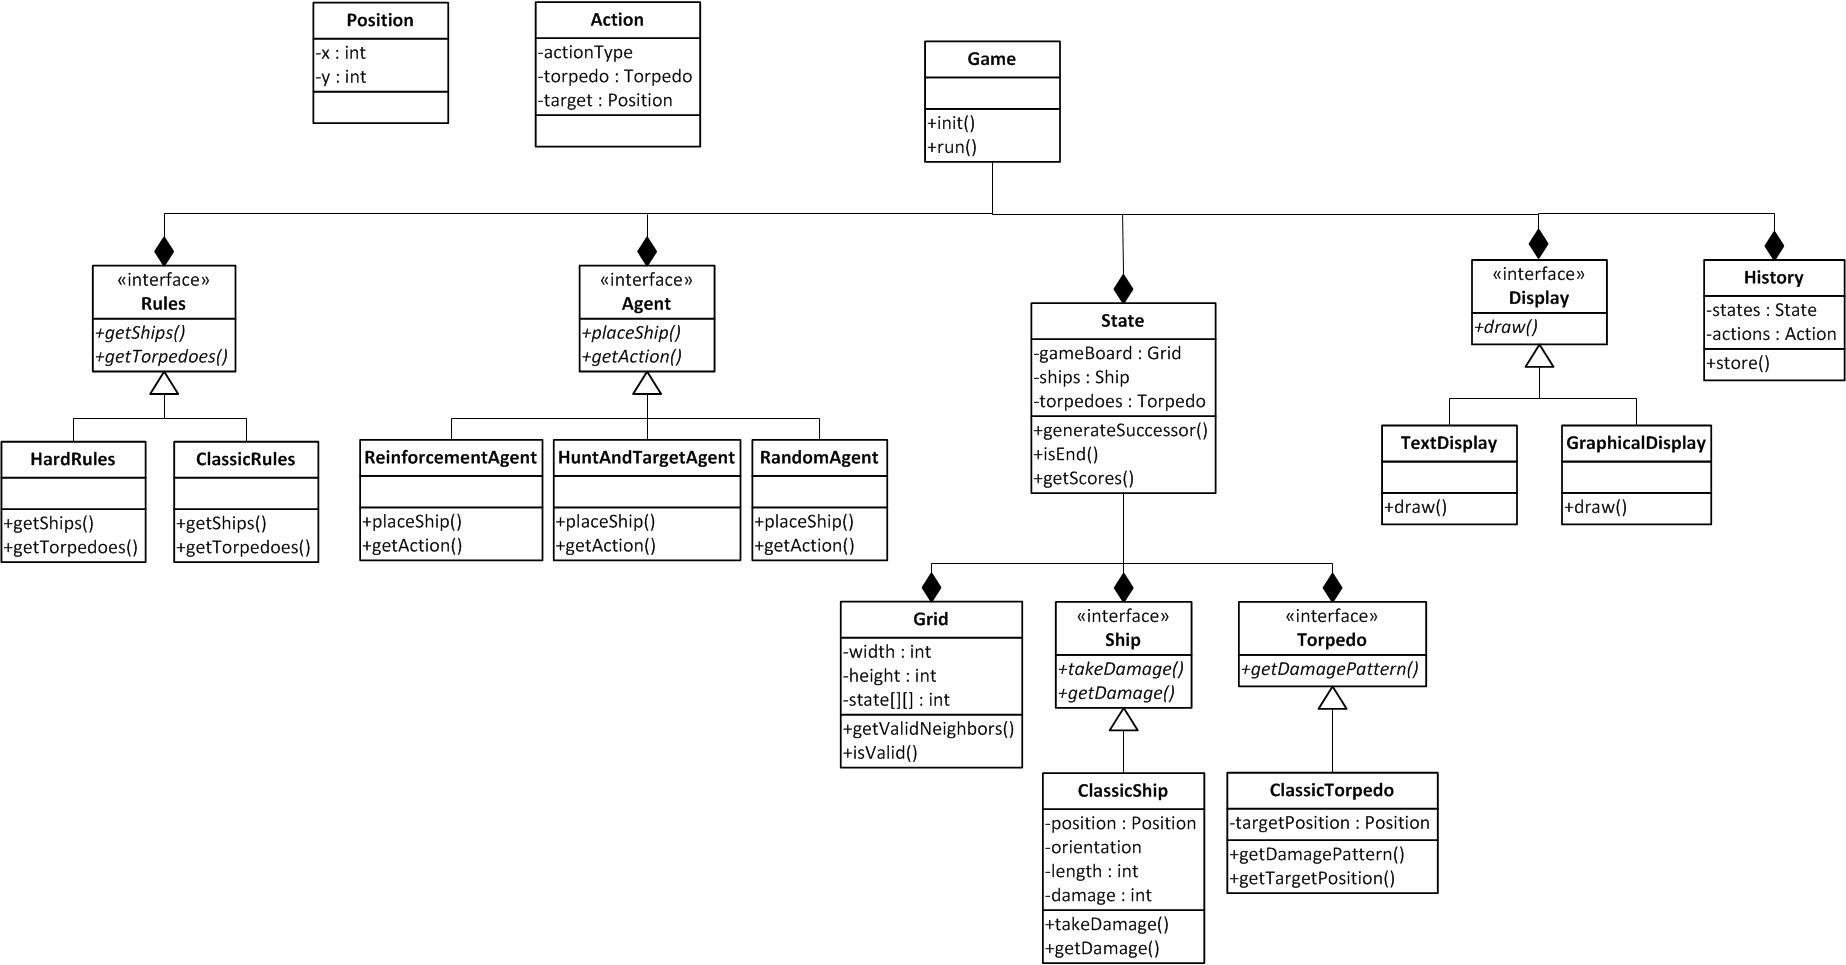 Position
-x : int
-y : int
Action
-actionType
-torpedo : Torpedo
-target : Position
Game
+init()
+run()
«interface»
Rules
+getShips()
+getTorpedoes()
«interface»
Agent
+placeShip()
+getAction()
State
-gameBoard : Grid
-ships : Ship
-torpedoes : Torpedo
+generateSuccessor()
+isEnd()
+getScores()
«interface»
Display
+draw()
History
-states : State
-actions : Action
+store()
HardRules
+getShips()
+getTorpedoes()
ClassicRules
+getShips()
+getTorpedoes()
ReinforcementAgent
+placeShip()
+getAction()
HuntAndTargetAgent
+placeShip()
+getAction()
RandomAgent
+placeShip()
+getAction()
TextDisplay
+draw()
GraphicalDisplay
+draw()
Grid
-width : int
-height : int
-state[][] : int
+getValidNeighbors()
+isValid()
«interface»
Ship
+takeDamage()
+getDamage()
«interface»
Torpedo
+getDamagePattern()
ClassicShip
-position : Position
-orientation
-length : int
-damage : int
+takeDamage()
+getDamage()
ClassicTorpedo
-targetPosition : Position
+getDamagePattern()
+getTargetPosition()